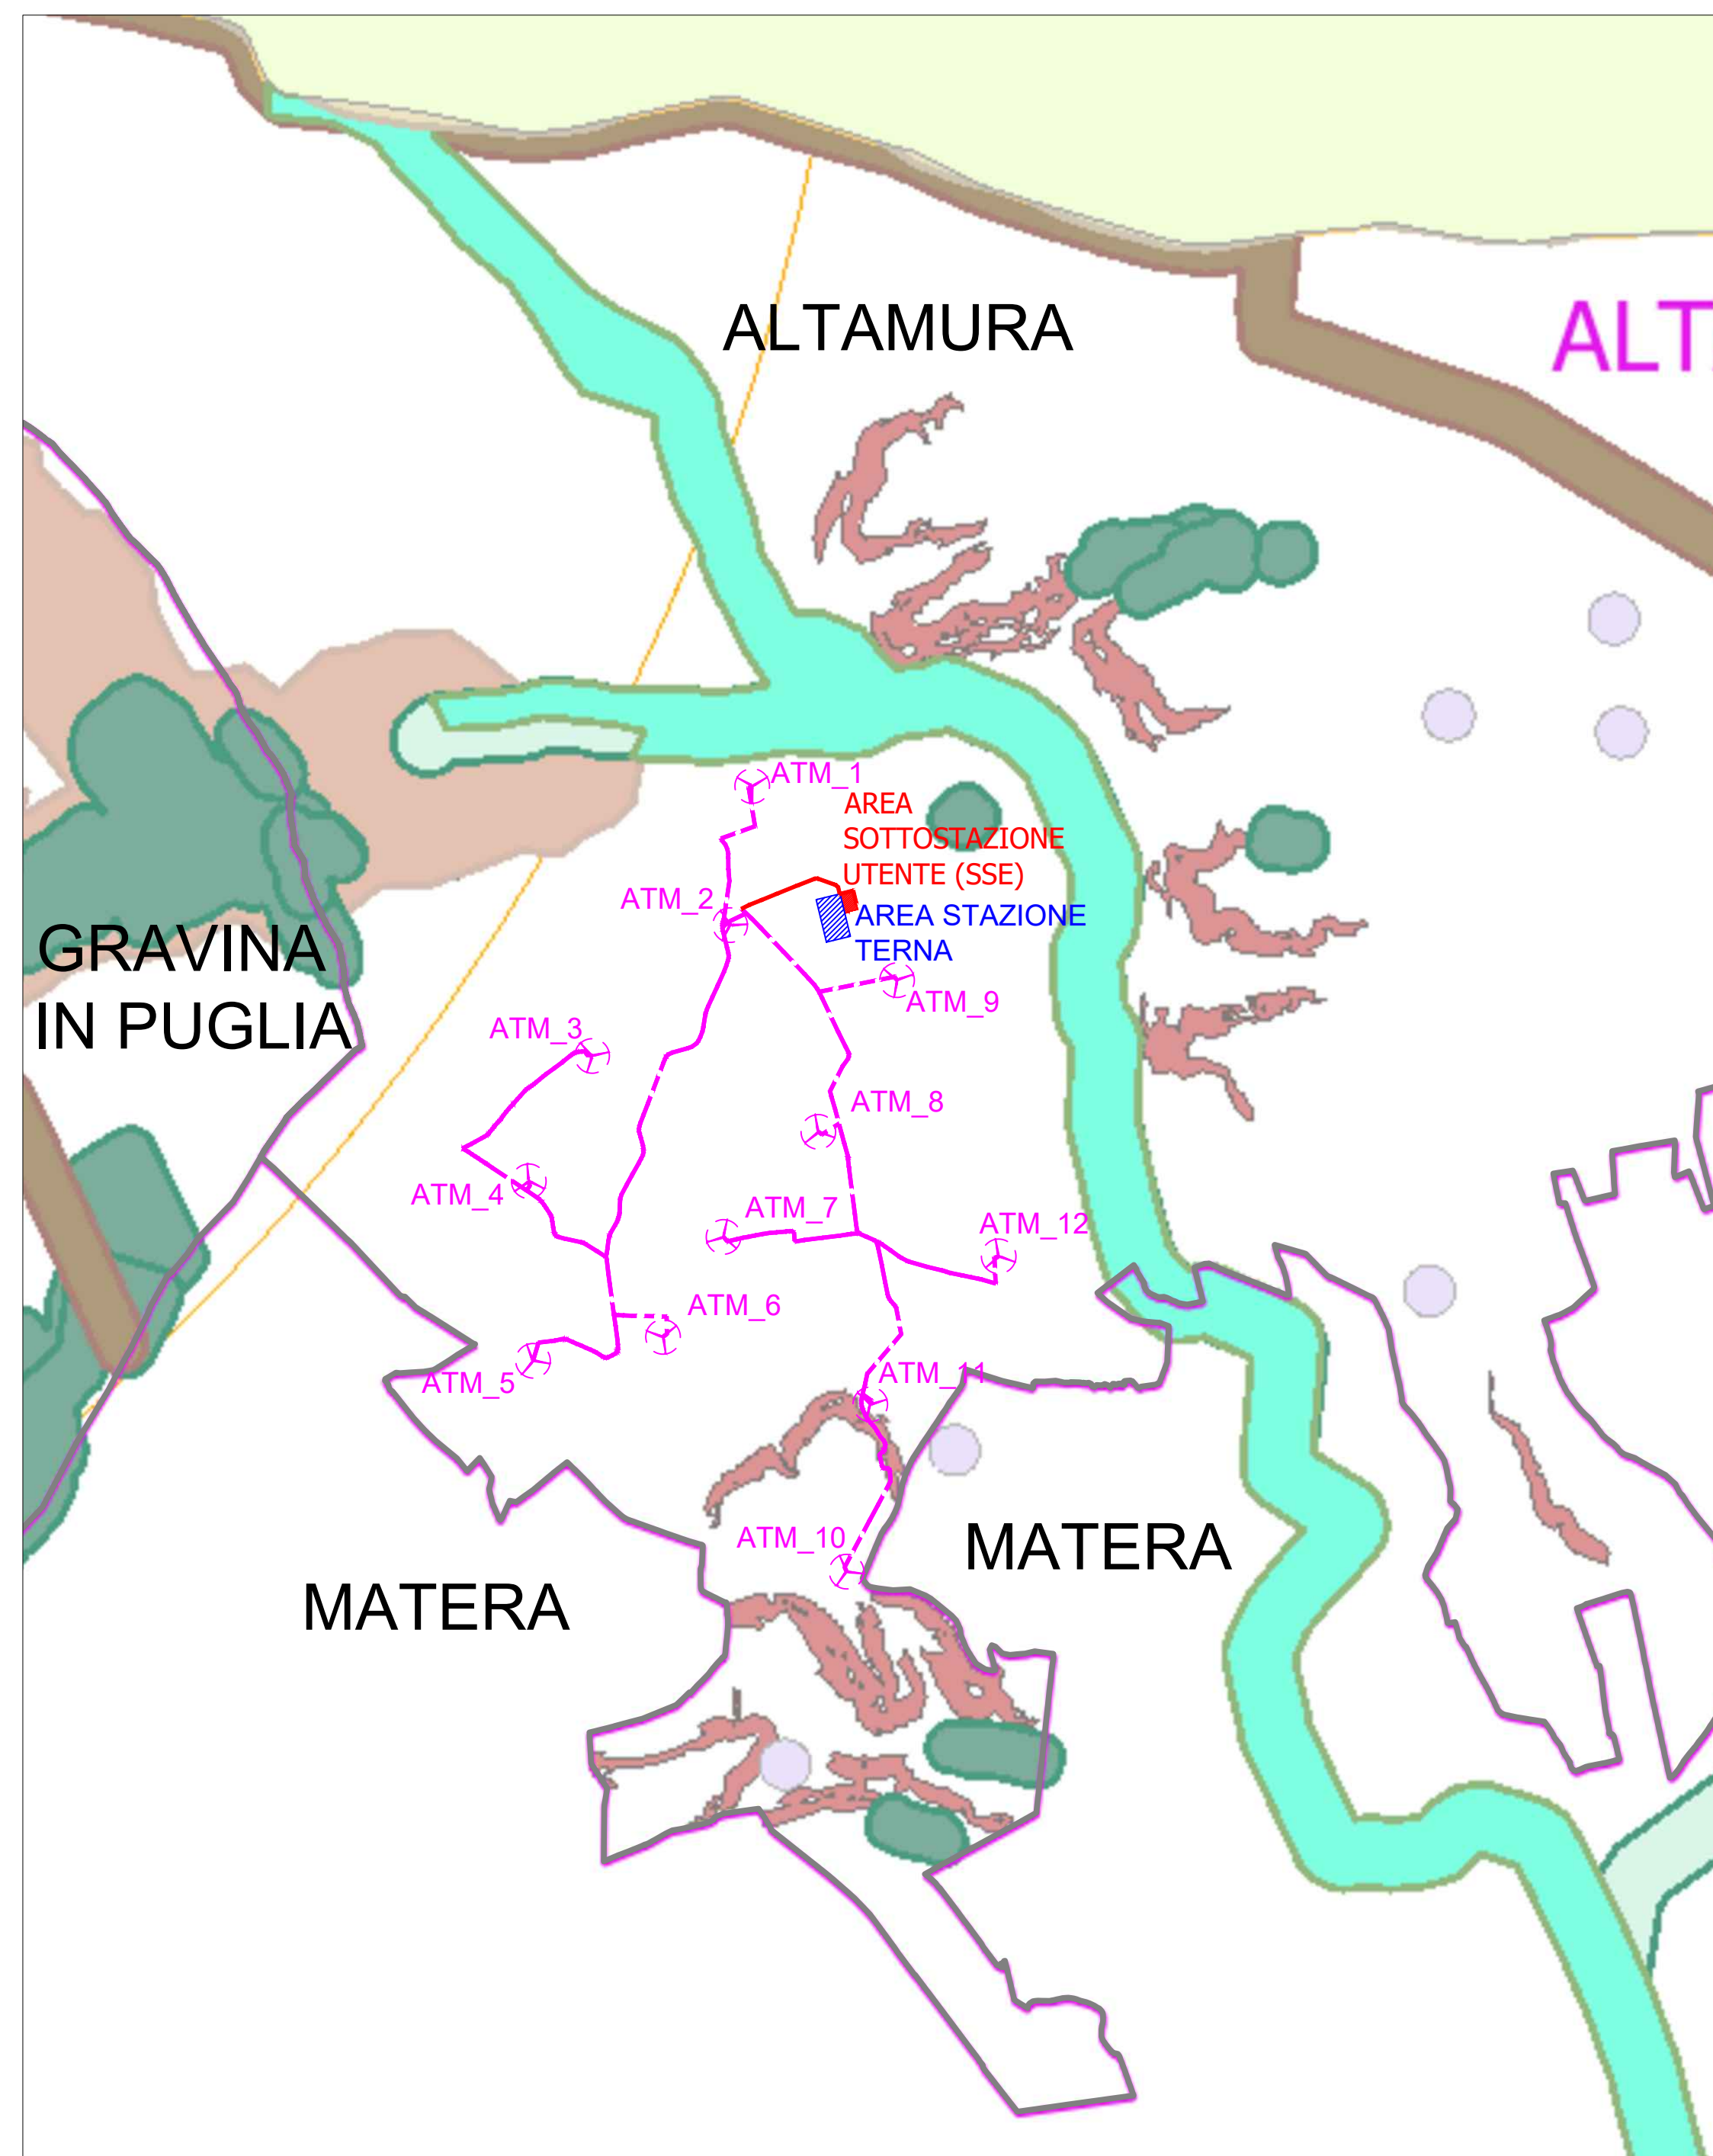 ALTAMURA
ALT
ATM_1
AREA
SOTTOSTAZIONE
UTENTE (SSE)
ATM_2
AREA STAZIONE
TERNA
GRAVINA
IN PUGLIA
ATM_9
ATM_3
ATM_8
ATM_4
ATM_7
ATM_12
ATM_6
ATM_5
ATM_11
ATM_10
MATERA
MATERA